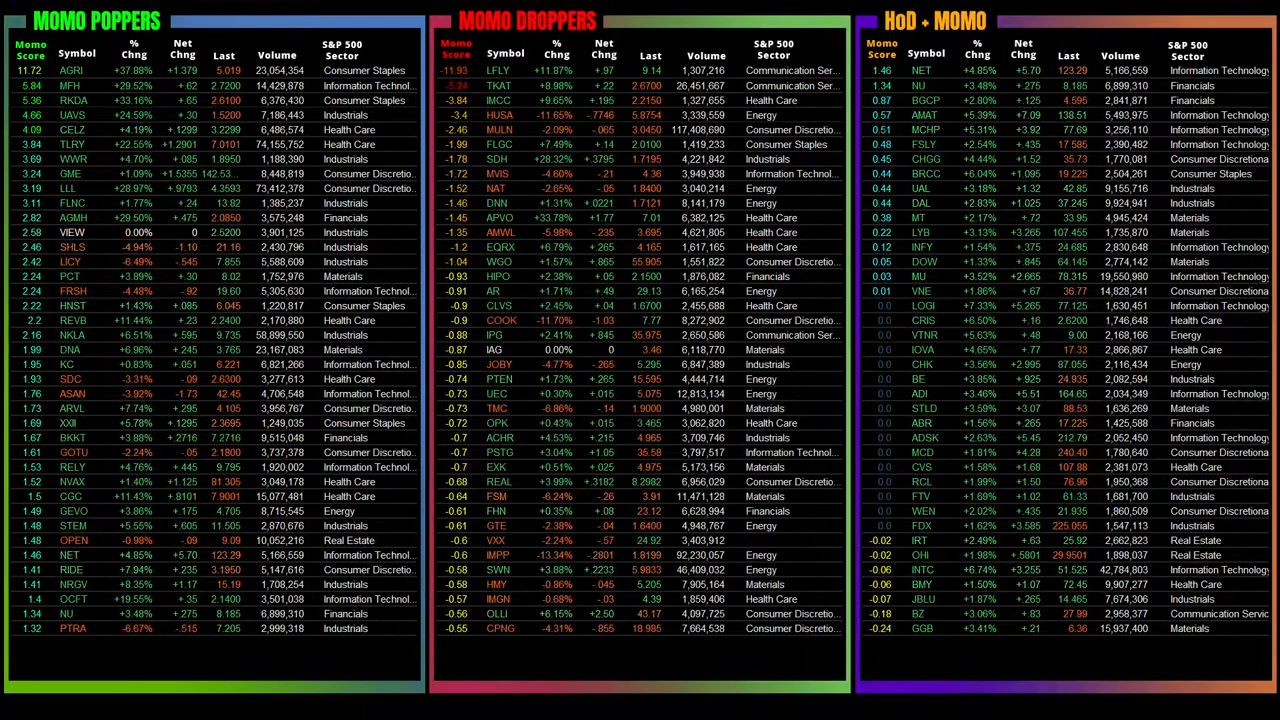 MOMO POPPERS
Momo Score Symbol % Chng Net Chng Last Volume S&P 500 Sector
11.72 AGRI +37.88% +1.379 5.019 23,054,354 Consumer Staples
5.84 MFH +29.52% +.62 2.7200 14,429,878 Information Technol...
5.36 RKDA +33.16% +.65 2.6100 6,376,430 Consumer Staples
4.66 UAVS +24.59% +.30 1.5200 7,186,443 Industrials
4.09 CELZ +4.19% +.1299 3.2299 6,486,574 Health Care
3.84 TLRY +22.55% +1.2901 7.0101 74,155,752 Health Care
3.69 WWR +4.70% +.085 1.8950 1,188,390 Industrials
3.24 GME +1.09% +1.5355 142.53... 8,448,819 Consumer Discretio...
3.19 LLL +28.97% +.9793 4.3593 73,412,378 Consumer Discretio...
3.11 FLNC +1.77% +.24 13.82 1,385,237 Industrials
2.82 AGMH +29.50% +.475 2.0850 3,575,248 Financials
2.58 VIEW 0.00% 0 2.5200 3,901,125 Industrials
2.46 SHLS -4.94% -1.10 21.16 2,430,796 Industrials
2.42 LICY -6.49% -.545 7.855 5,588,609 Industrials
2.24 PCT +3.89% +.30 8.02 1,752,976 Materials
2.24 FRSH -4.48% -.92 19.60 5,305,630 Information Technol...
2.22 HNST +1.43% +.085 6.045 1,220,817 Consumer Staples
2.2 REVB +11.44% +.23 2.2400 2,170,880 Health Care
2.16 NKLA +6.51% +.595 9.735 58,899,550 Industrials
1.99 DNA +6.96% +.245 3.765 23,167,083 Materials
1.95 KC +0.83% +.051 6.221 6,821,266 Information Technol...
1.93 SDC -3.31% -.09 2.6300 3,277,613 Health Care
1.76 ASAN -3.92% -1.73 42.45 4,706,548 Information Technol...
1.73 ARVL +7.74% +.295 4.105 3,956,767 Consumer Discretio...
1.69 XXII +5.78% +.1295 2.3695 1,249,035 Consumer Staples
1.67 BKKT +3.88% +.2716 7.2716 9,515,048 Financials
1.61 GOTU -2.24% -.05 2.1800 3,737,378 Consumer Discretio...
1.53 RELY +4.76% +.445 9.795 1,920,002 Information Technol...
1.52 NVAX +1.40% +1.125 81.305 3,049,178 Health Care
1.5 CGC +11.43% +.8101 7.9001 15,077,481 Health Care
1.49 GEVO +3.86% +.175 4.705 8,715,545 Energy
1.48 STEM +5.55% +.605 11.505 2,870,676 Industrials
1.48 OPEN -0.98% -.09 9.09 10,052,216 Real Estate
1.46 NET +4.85% +5.70 123.29 5,166,559 Information Technol...
1.41 RIDE +7.94% +.235 3.1950 5,147,616 Consumer Discretio...
1.41 NRGV +8.35% +1.17 15.19 1,708,254 Industrials
1.4 OCFT +19.55% +.35 2.1400 3,501,038 Information Technol...
1.34 NU +3.48% +.275 8.185 6,899,310 Financials
1.32 PTRA -6.67% -.515 7.205 2,999,318 Industrials
MOMO DROPPERS
Momo Score Symbol % Chng Net Chng Last Volume S&P 500 Sector
-11.93 LFLY +11.87% +.97 9.14 1,307,216 Communication Ser...
-5.24 TKAT +8.98% +.22 2.6700 26,451,667 Communication Ser...
-3.84 IMCC +9.65% +.195 2.2150 1,327,655 Health Care
-3.4 HUSA -11.65% -.7746 5.8754 3,339,559 Energy
-2.46 MULN -2.09% -.065 3.0450 117,408,690 Consumer Discretio...
-1.99 FLGC +7.49% +.14 2.0100 1,419,233 Consumer Staples
-1.78 SDH +28.32% +.3795 1.7195 4,221,842 Industrials
-1.72 MVIS -4.60% -.21 4.36 3,949,938 Information Technol...
-1.52 NAT -2.65% -.05 1.8400 3,040,214 Energy
-1.46 DNN +1.31% +.0221 1.7121 8,141,179 Energy
-1.45 APVO +33.78% +1.77 7.01 6,382,125 Health Care
-1.35 AMWL -5.98% -.235 3.695 4,621,805 Health Care
-1.2 EQRX +6.79% +.265 4.165 1,617,165 Health Care
-1.04 WGO +1.57% +.865 55.905 1,551,822 Consumer Discretio...
-0.93 HIPO +2.38% +.05 2.1500 1,876,082 Financials
-0.91 AR +1.71% +.49 29.13 6,165,254 Energy
-0.9 CLVS +2.45% +.04 1.6700 2,455,688 Health Care
-0.9 COOK -11.70% -1.03 7.77 8,272,902 Consumer Discretio...
-0.88 IPG +2.41% +.845 35.975 2,650,586 Communication Ser...
-0.87 IAG 0.00% 0 3.46 6,118,770 Materials
-0.85 JOBY -4.77% -.265 5.295 6,847,389 Industrials
-0.74 PTEN +1.73% +.265 15.595 4,444,714 Energy
-0.73 UEC +0.30% +.015 5.075 12,813,134 Energy
-0.73 TMC -6.86% -.14 1.9000 4,980,001 Materials
-0.72 OPK +0.43% +.015 3.465 3,062,820 Health Care
-0.7 ACHR +4.53% +.215 4.965 3,709,746 Industrials
-0.7 PSTG +3.04% +1.05 35.58 3,797,517 Information Technol...
-0.7 EXK +0.51% +.025 4.975 5,173,156 Materials
-0.68 REAL +3.99% +.3182 8.2982 6,956,029 Consumer Discretio...
-0.64 FSM -6.24% -.26 3.91 11,471,128 Materials
-0.61 FHN +0.35% +.08 23.12 6,628,994 Financials
-0.61 GTE -2.38% -.04 1.6400 4,948,767 Energy
-0.6 VXX -2.24% -.57 24.92 3,403,912
-0.6 IMPP -13.34% -.2801 1.8199 92,230,057 Energy
-0.58 SWN +3.88% +.2233 5.9833 46,409,032 Energy
-0.58 HMY -0.86% -.045 5.205 7,905,164 Materials
-0.57 IMGN -0.68% -.03 4.39 1,859,406 Health Care
-0.56 OLLI +6.15% +2.50 43.17 4,097,725 Consumer Discretio...
-0.55 CPNG -4.31% -.855 18.985 7,664,538 Consumer Discretio...
HoD + MOMO
Momo Score Symbol % Chng Net Chng Last Volume S&P 500 Sector
1.46 NET +4.85% +5.70 123.29 5,166,559 Information Technology
1.34 NU +3.48% +.275 8.185 6,899,310 Financials
0.87 BGCP +2.80% +.125 4.595 2,841,871 Financials
0.57 AMAT +5.39% +7.09 138.51 5,493,975 Information Technology
0.51 MCHP +5.31% +3.92 77.69 3,256,110 Information Technology
0.48 FSLY +2.54% +.435 17.585 2,390,482 Information Technology
0.45 CHGG +4.44% +1.52 35.73 1,770,081 Consumer Discretiona
0.44 BRCC +6.04% +1.095 19.225 2,504,261 Consumer Staples
0.44 UAL +3.18% +1.32 42.85 9,155,716 Industrials
0.44 DAL +2.83% +1.025 37.245 9,924,941 Industrials
0.38 MT +2.17% +.72 33.95 4,945,424 Materials
0.22 LYB +3.13% +3.265 107.455 1,735,870 Materials
0.12 INFY +1.54% +.375 24.685 2,830,648 Information Technology
0.05 DOW +1.33% +.845 64.145 2,774,142 Materials
0.03 MU +3.52% +2.665 78.315 19,550,980 Information Technology
0.01 VNE +1.86% +.67 36.77 14,828,241 Consumer Discretiona
0.0 LOGI +7.33% +5.265 77.125 1,630,451 Information Technology
0.0 CRIS +6.50% +.16 2.6200 1,746,648 Health Care
0.0 VTNR +5.63% +.48 9.00 2,168,166 Energy
0.0 IOVA +4.65% +.77 17.33 2,866,867 Health Care
0.0 CHK +3.56% +2.995 87.055 2,116,434 Energy
0.0 BE +3.85% +.925 24.935 2,082,594 Industrials
0.0 ADI +3.46% +5.51 164.65 2,034,349 Information Technology
0.0 STLD +3.59% +3.07 88.53 1,636,269 Materials
0.0 ABR +1.56% +.265 17.225 1,425,588 Financials
0.0 ADSK +2.63% +5.45 212.79 2,052,450 Information Technology
0.0 MCD +1.81% +4.28 240.40 1,780,640 Consumer Discretiona
0.0 CVS +1.58% +1.68 107.88 2,381,073 Health Care
0.0 RCL +1.99% +1.50 76.96 1,950,368 Consumer Discretiona
0.0 FTV +1.69% +1.02 61.33 1,681,700 Industrials
0.0 WEN +2.02% +.435 21.935 1,860,509 Consumer Discretiona
0.0 FDX +1.62% +3.585 225.055 1,547,113 Industrials
-0.02 IRT +2.49% +.63 25.92 2,662,823 Real Estate
-0.02 OHI +1.98% +.5801 29.9501 1,898,037 Real Estate
-0.06 INTC +6.74% +3.255 51.525 42,784,803 Information Technology
-0.06 BMY +1.50% +1.07 72.45 9,907,277 Health Care
-0.07 JBLU +1.87% +.265 14.465 7,674,306 Industrials
-0.18 BZ +3.06% +.83 27.99 2,958,377 Communication Servic
-0.24 GGB +3.41% +.21 6.36 15,937,400 Materials